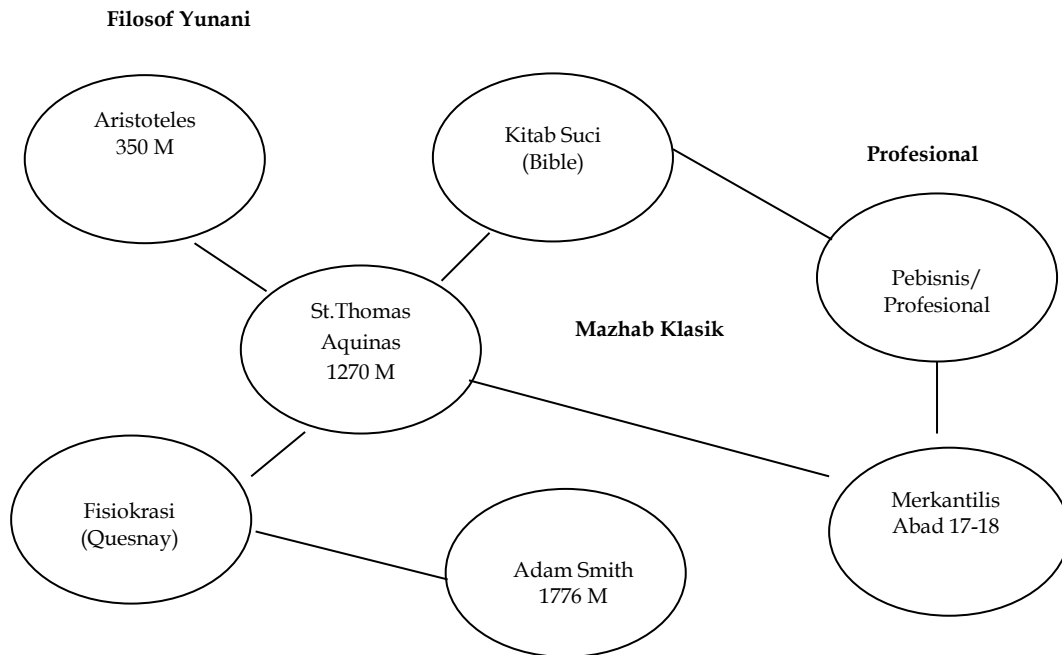 Filosof Yunani
Aristoteles
350 M
Kitab Suci
(Bible)
Profesional
Pebisnis/
Profesional
St.Thomas
Aquinas
1270 M
Mazhab Klasik
Fisiokrasi
(Quesnay)
Adam Smith
1776 M
Merkantilis
Abad 17-18